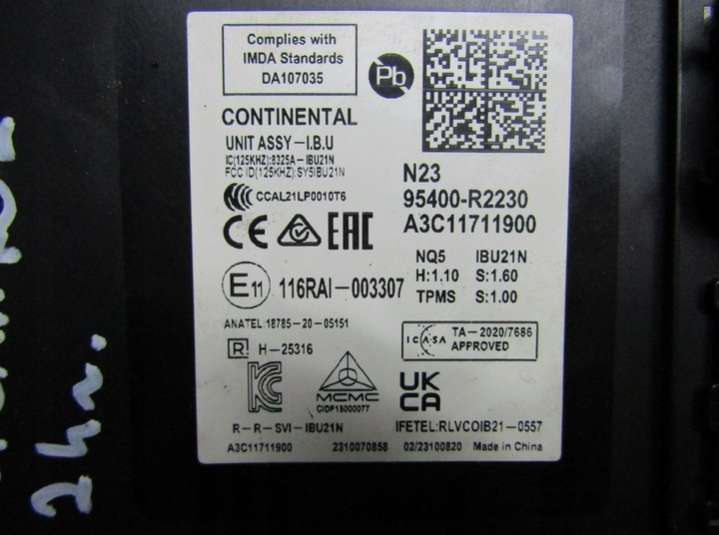 Complies with
IMDA Standards
DA107035
Pb
CONTINENTAL
UNIT ASSY-I.B.U
IC(125KHZ):8325A-IBU21N
FCC ID(125KHZ):SY5IBU21N
CCAL21LP0010T6
CE EAC
E11 116RAI-003307
ANATEL 18785-20-05151
R H-25316
MCMC
CIDP15000077
R-R-SVI-IBU21N
A3C11711900 2310070858 02/23100820 Made in China
N23
95400-R2230
A3C11711900
NQ5 IBU21N
H:1.10 S:1.60
TPMS S:1.00
ICASA TA-2020/7686
APPROVED
UK
CA
IFETEL:RLVCOIB21-0557